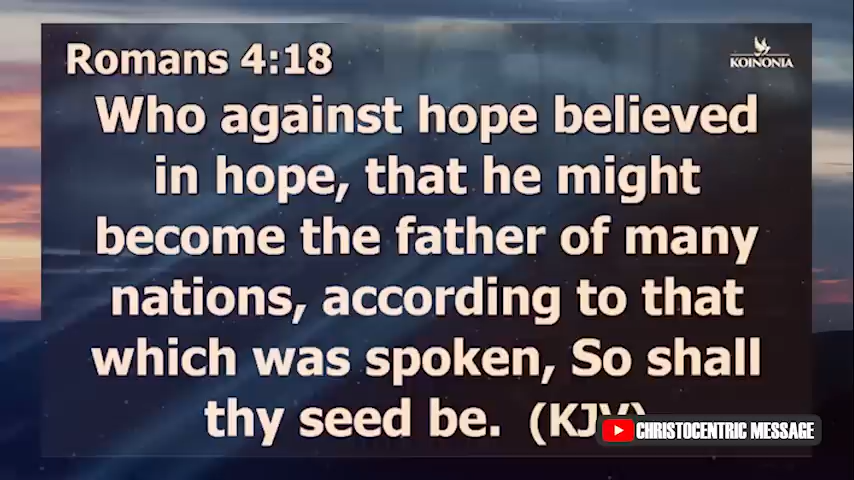 Romans 4:18
KOINONIA
Who against hope believed
in hope, that he might
become the father of many
nations, according to that
which was spoken, So shall
thy seed be. (KJV)
CHRISTOCENTRIC MESSAGE